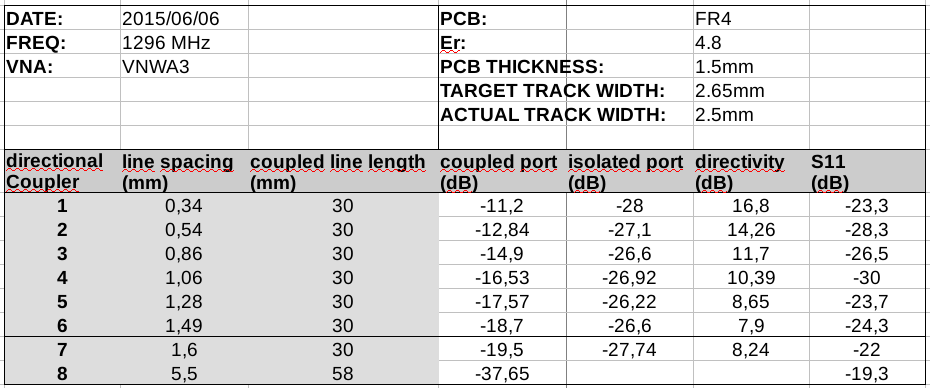 DATE: 2015/06/06 PCB: FR4
FREQ: 1296 MHz Er: 4.8
VNA: VNWA3 PCB THICKNESS: 1.5mm
TARGET TRACK WIDTH: 2.65mm
ACTUAL TRACK WIDTH: 2.5mm
directional line spacing coupled line length coupled port isolated port directivity S11
Coupler (mm) (mm) (dB) (dB) (dB) (dB)
1 0,34 30 -11,2 -28 16,8 -23,3
2 0,54 30 -12,84 -27,1 14,26 -28,3
3 0,86 30 -14,9 -26,6 11,7 -26,5
4 1,06 30 -16,53 -26,92 10,39 -30
5 1,28 30 -17,57 -26,22 8,65 -23,7
6 1,49 30 -18,7 -26,6 7,9 -24,3
7 1,6 30 -19,5 -27,74 8,24 -22
8 5,5 58 -37,65 -19,3